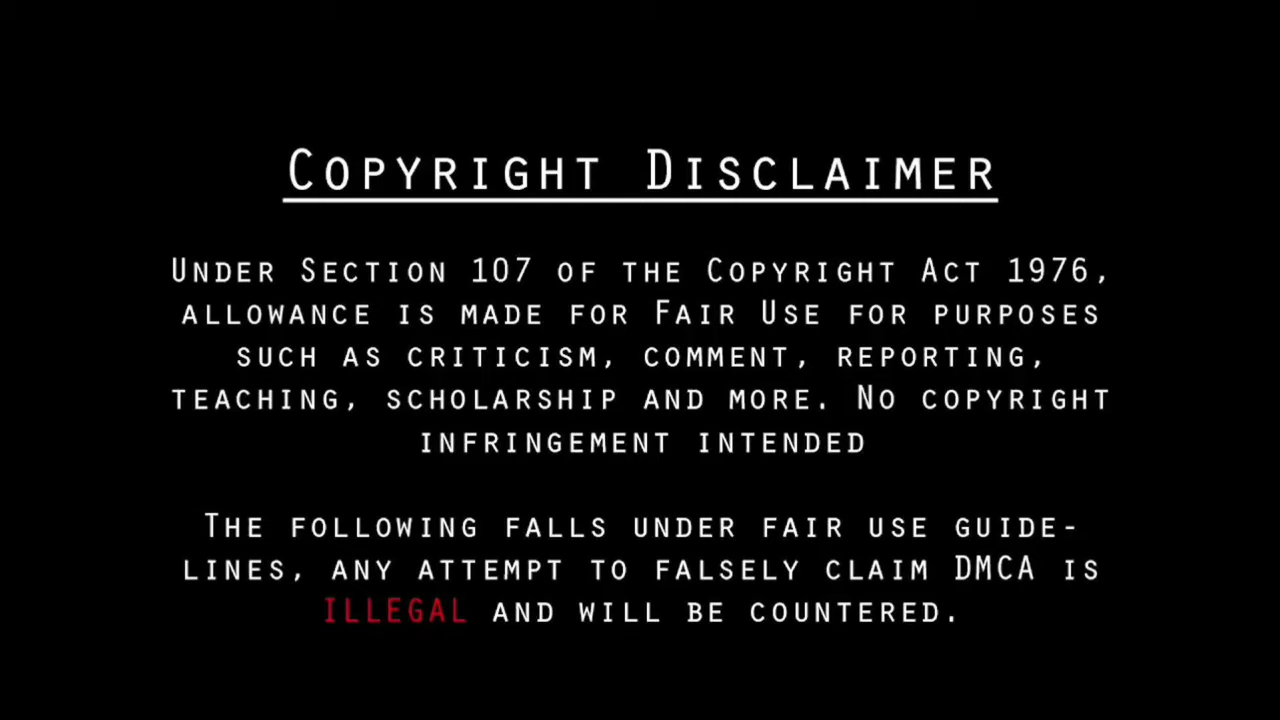 Copyright Disclaimer
Under Section 107 of the Copyright Act 1976,
allowance is made for Fair Use for purposes
such as criticism, comment, reporting,
teaching, scholarship and more. No copyright
infringement intended
The following falls under fair use guide-
lines, any attempt to falsely claim DMCA is
ILLEGAL and will be countered.